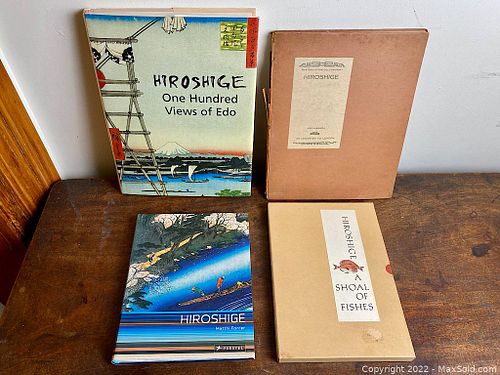 HIROSHIGE
One Hundred
Views of Edo
HIROSHIGE
HIROSHIGE
Matthi Forrer
PRESTEL
HIROSHIGE
A
SHOAL
OF
FISHES
Copyright 2022 - MaxSold.com